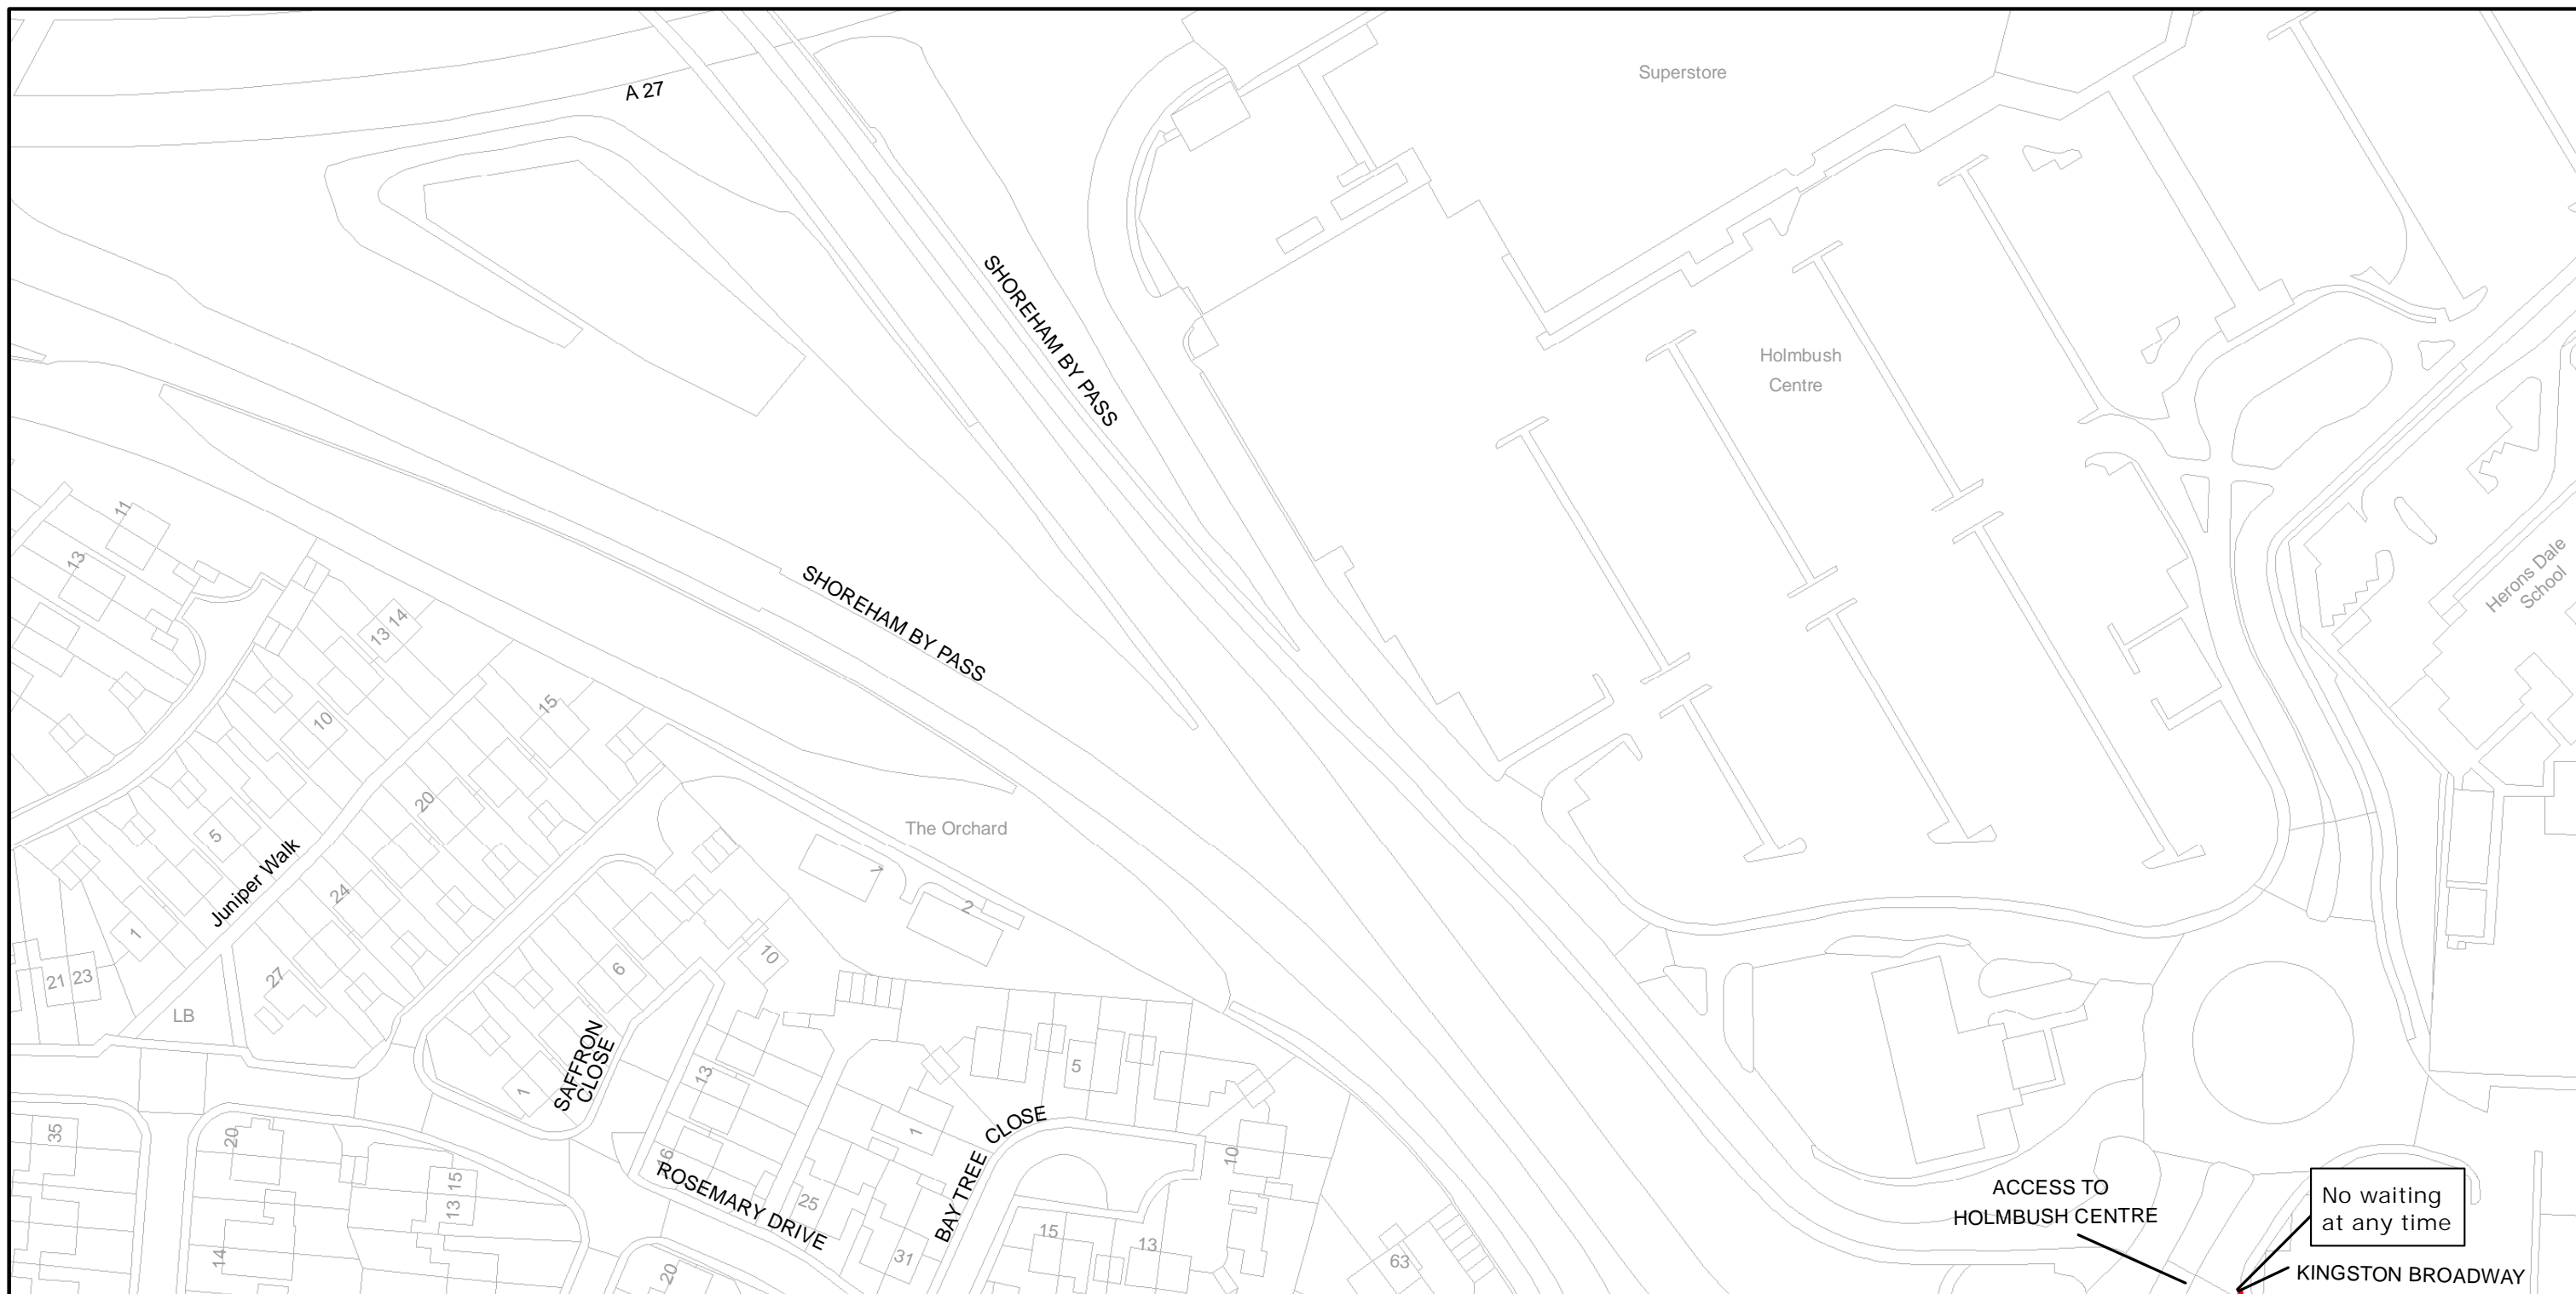 A 27
Superstore
SHOREHAM BY PASS
Holmbush
Centre
11
13
Herons Dale
School
SHOREHAM BY PASS
13 14
10
15
20
5
Juniper Walk
The Orchard
1
24
2
1
6
10
27
21 23
LB
SAFFRON
CLOSE
1
13
5
1
BAY TREE CLOSE
35
20
16
ROSEMARY DRIVE
10
13 15
25
14
31
15
13
20
63
ACCESS TO
HOLMBUSH CENTRE
No waiting
at any time
KINGSTON BROADWAY